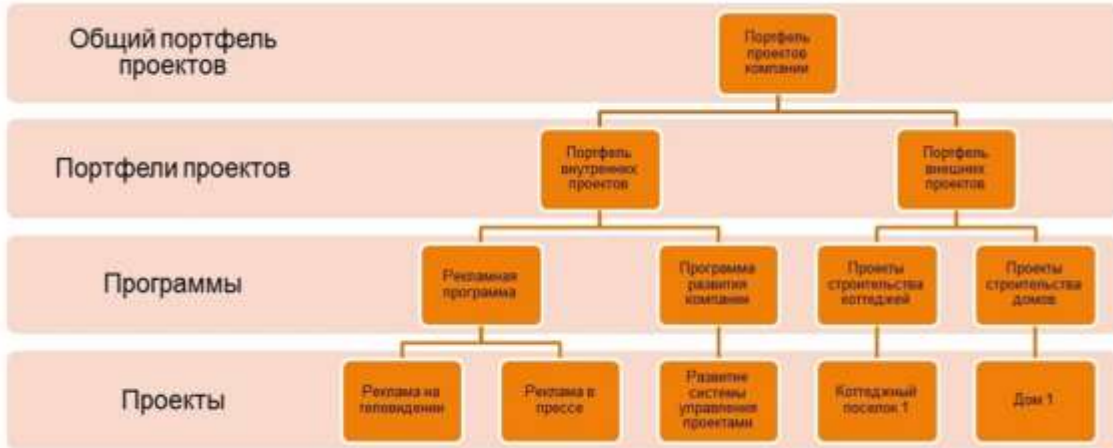 Общий портфель
проектов
Портфель
проектов
компании
Портфели проектов
Портфель
внутренних
проектов
Портфель
внешних
проектов
Программы
Рекламная
программа
Программа
развития
компании
Проекты
строительства
коттеджей
Проекты
строительства
домов
Проекты
Реклама на
телевидении
Реклама в
прессе
Развитие
системы
управления
проектами
Коттеджный
поселок 1
Дом 1